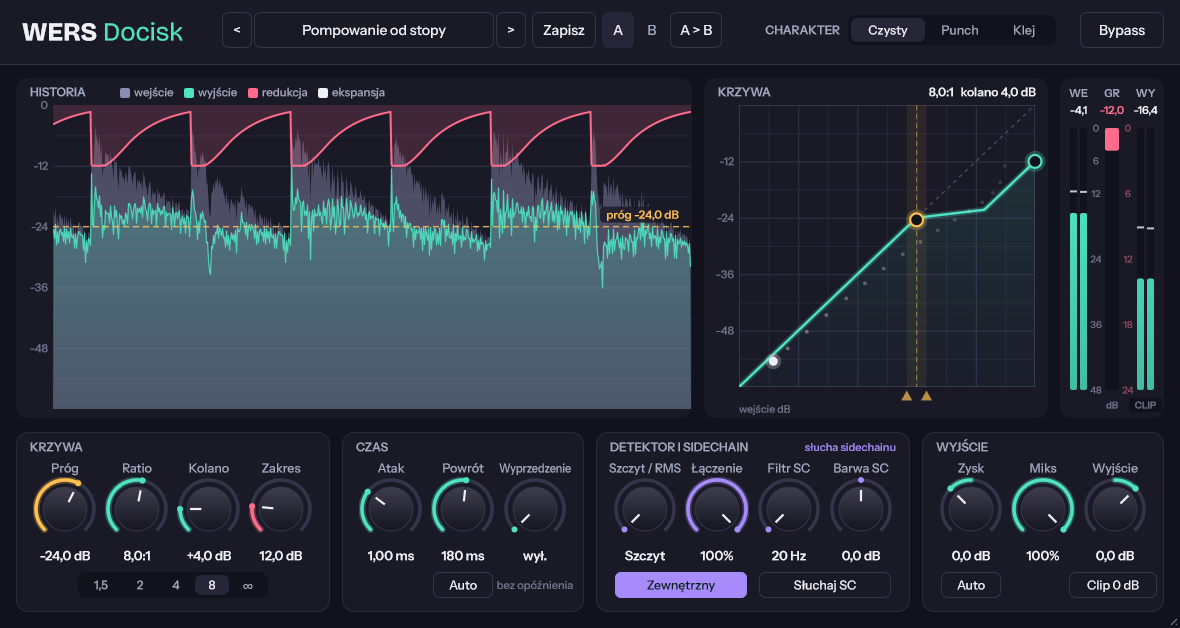 WERS Docisk < Pompowanie od stopy > Zapisz A B A > B CHARAKTER Czysty Punch Klej Bypass
HISTORIA wejście wyjście redukcja ekspansja
0
-12
-24
-36
-48
próg -24,0 dB
KRZYWA 8,0:1 kolano 4,0 dB
-12
-24
-36
-48
wejście dB
WE GR WY
-4,1 -12,0 -16,4
0 0
6
12 6
24 12
36 18
48 24
dB CLIP
KRZYWA
Próg Ratio Kolano Zakres
-24,0 dB 8,0:1 +4,0 dB 12,0 dB
1,5 2 4 8 ∞
CZAS
Atak Powrót Wyprzedzenie
1,00 ms 180 ms wył.
Auto bez opóźnienia
DETEKTOR I SIDECHAIN słucha sidechainu
Szczyt / RMS Łączenie Filtr SC Barwa SC
Szczyt 100% 20 Hz 0,0 dB
Zewnętrzny Słuchaj SC
WYJŚCIE
Zysk Miks Wyjście
0,0 dB 100% 0,0 dB
Auto Clip 0 dB